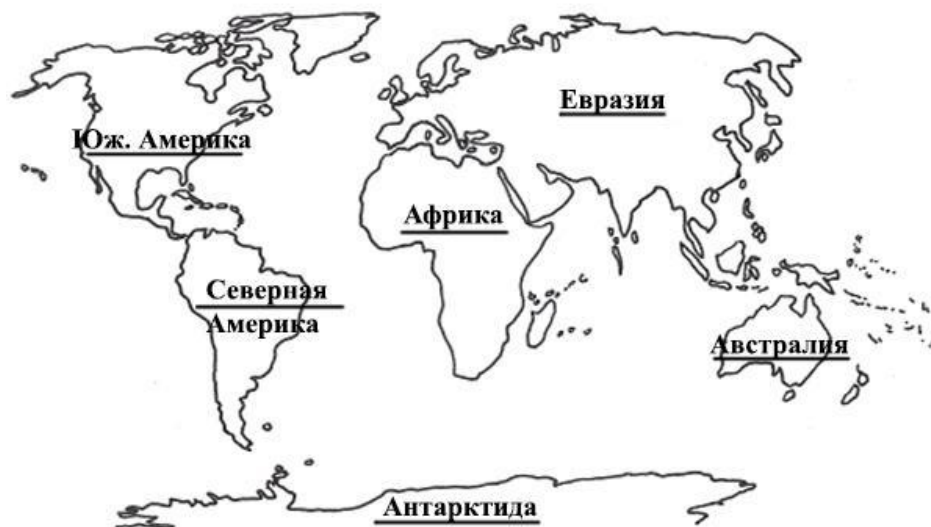 Евразия
Юж. Америка
Африка
Северная
Америка
Австралия
Антарктида